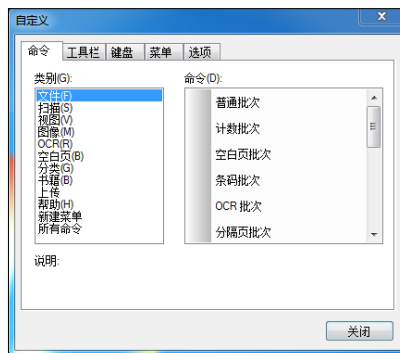 自定义
命令 工具栏 键盘 菜单 选项
类别(G):
文件(F)
扫描(S)
视图(V)
图像(M)
OCR(R)
空白页(B)
分类(G)
书籍(B)
上传
帮助(H)
新建菜单
所有命令
命令(D):
普通批次
计数批次
空白页批次
条码批次
OCR 批次
分隔页批次
说明:
关闭